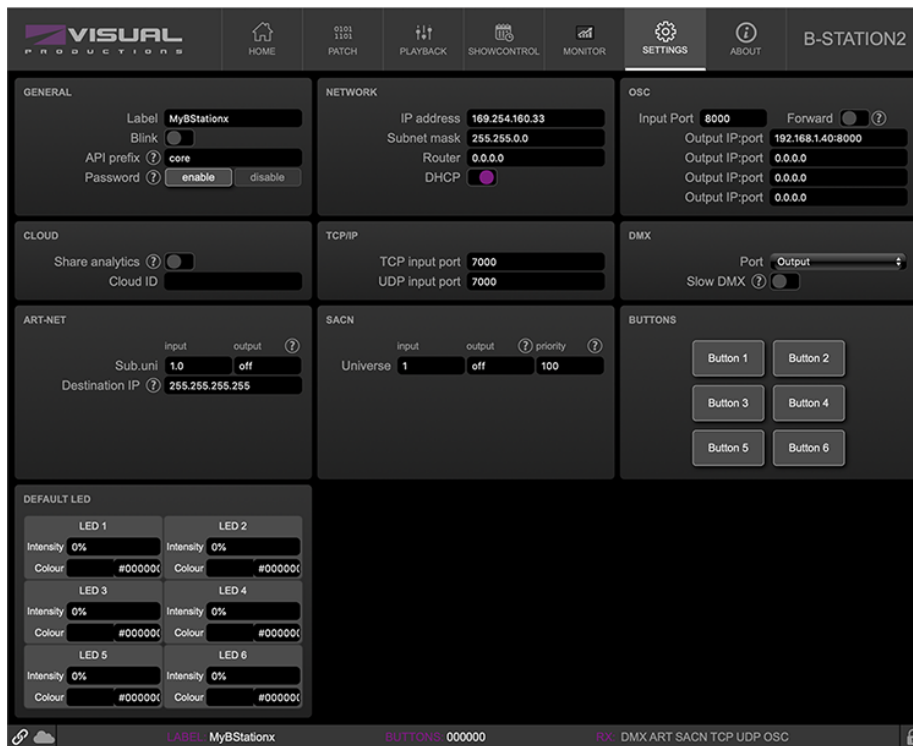 VISUAL
PRODUCTIONS
HOME
0101
1101
PATCH
PLAYBACK
SHOWCONTROL
MONITOR
SETTINGS
ABOUT
B-STATION2
GENERAL
Label MyBStationx
Blink
API prefix ? core
Password ? enable disable
NETWORK
IP address 169.254.160.33
Subnet mask 255.255.0.0
Router 0.0.0.0
DHCP
OSC
Input Port 8000 Forward ?
Output IP:port 192.168.1.40:8000
Output IP:port 0.0.0.0
Output IP:port 0.0.0.0
Output IP:port 0.0.0.0
CLOUD
Share analytics ?
Cloud ID
TCP/IP
TCP input port 7000
UDP input port 7000
DMX
Port Output
Slow DMX ?
ART-NET
input output ?
Sub.uni 1.0 off
Destination IP ? 255.255.255.255
SACN
input output ? priority ?
Universe 1 off 100
BUTTONS
Button 1 Button 2
Button 3 Button 4
Button 5 Button 6
DEFAULT LED
LED 1 LED 2
Intensity 0% Intensity 0%
Colour #000000 Colour #000000
LED 3 LED 4
Intensity 0% Intensity 0%
Colour #000000 Colour #000000
LED 5 LED 6
Intensity 0% Intensity 0%
Colour #000000 Colour #000000
LABEL: MyBStationx BUTTONS: 000000 RX: DMX ART SACN TCP UDP OSC